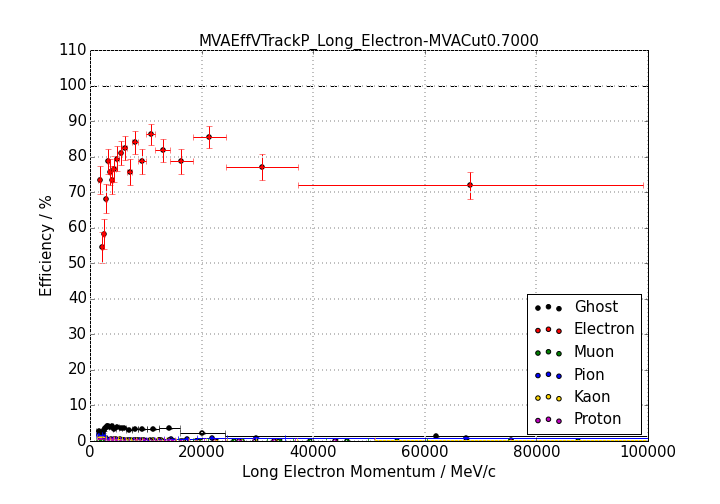 MVAEffVTrackP_Long_Electron-MVACut0.7000
110
100
90
80
70
60
50
40
30
20
10
0
Efficiency / %
Ghost
Electron
Muon
Pion
Kaon
Proton
0 20000 40000 60000 80000 100000
Long Electron Momentum / MeV/c